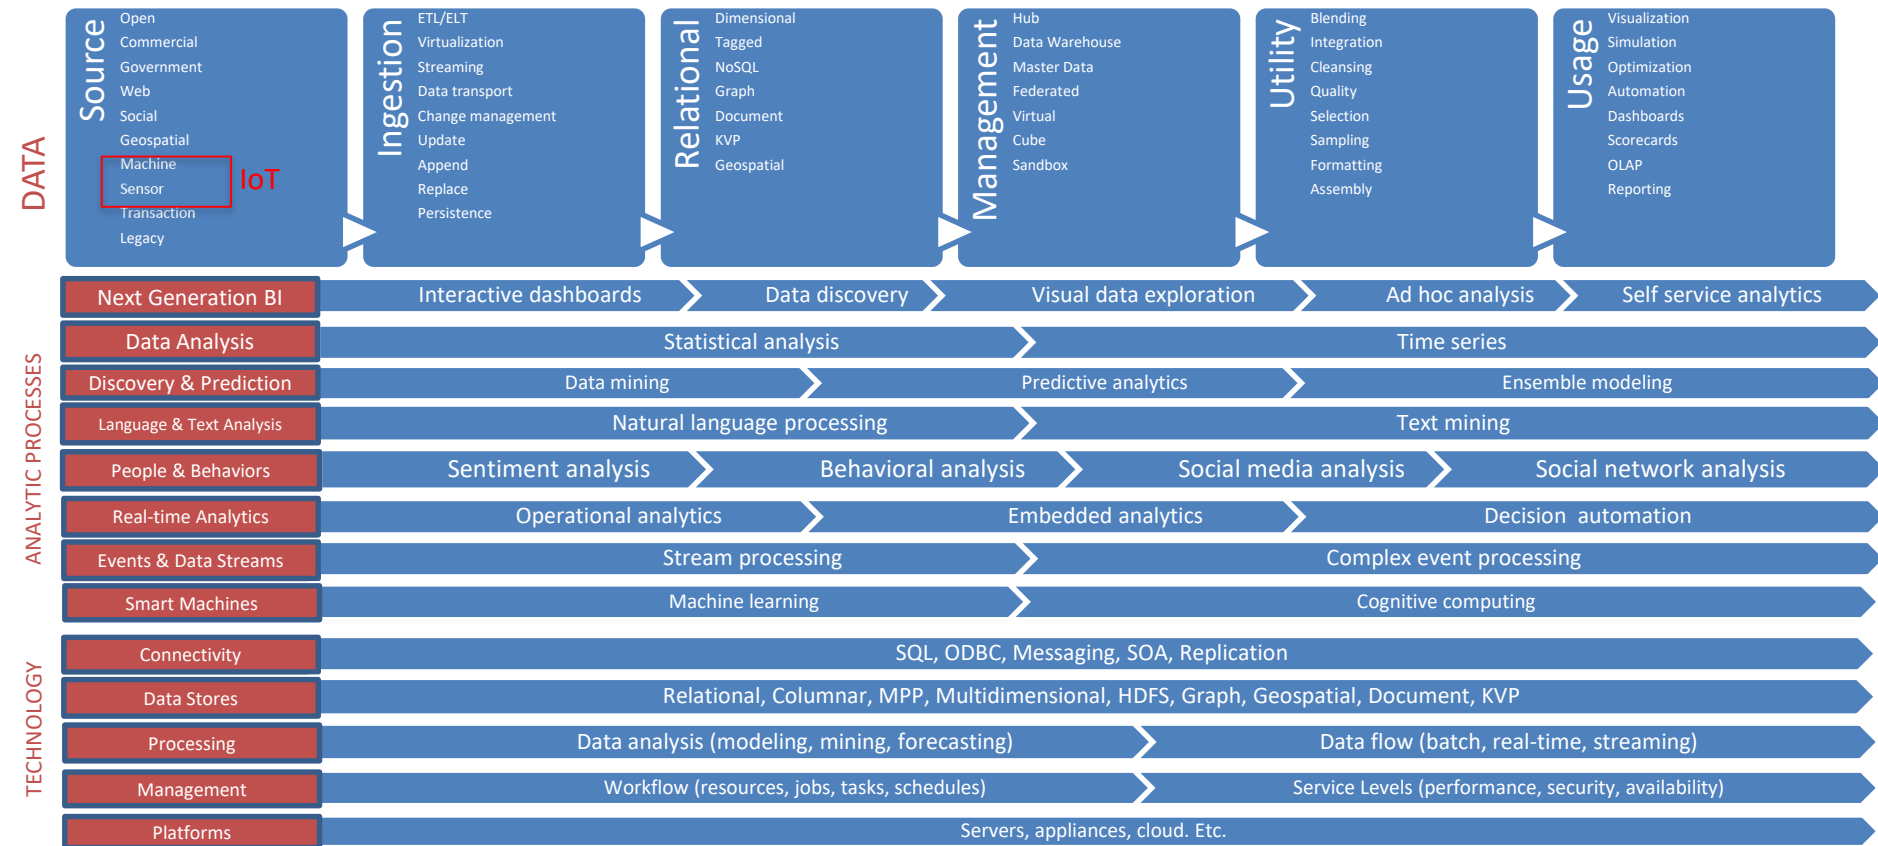 DATA
Source
Open
Commercial
Government
Web
Social
Geospatial
Machine
Sensor
IoT
Transaction
Legacy
Ingestion
ETL/ELT
Virtualization
Streaming
Data transport
Change management
Update
Append
Replace
Persistence
Relational
Dimensional
Tagged
NoSQL
Graph
Document
KVP
Geospatial
Management
Hub
Data Warehouse
Master Data
Federated
Virtual
Cube
Sandbox
Utility
Blending
Integration
Cleansing
Quality
Selection
Sampling
Formatting
Assembly
Usage
Visualization
Simulation
Optimization
Automation
Dashboards
Scorecards
OLAP
Reporting
ANALYTIC PROCESSES
Next Generation BI Interactive dashboards Data discovery Visual data exploration Ad hoc analysis Self service analytics
Data Analysis Statistical analysis Time series
Discovery & Prediction Data mining Predictive analytics Ensemble modeling
Language & Text Analysis Natural language processing Text mining
People & Behaviors Sentiment analysis Behavioral analysis Social media analysis Social network analysis
Real-time Analytics Operational analytics Embedded analytics Decision automation
Events & Data Streams Stream processing Complex event processing
Smart Machines Machine learning Cognitive computing
TECHNOLOGY
Connectivity SQL, ODBC, Messaging, SOA, Replication
Data Stores Relational, Columnar, MPP, Multidimensional, HDFS, Graph, Geospatial, Document, KVP
Processing Data analysis (modeling, mining, forecasting) Data flow (batch, real-time, streaming)
Management Workflow (resources, jobs, tasks, schedules) Service Levels (performance, security, availability)
Platforms Servers, appliances, cloud. Etc.